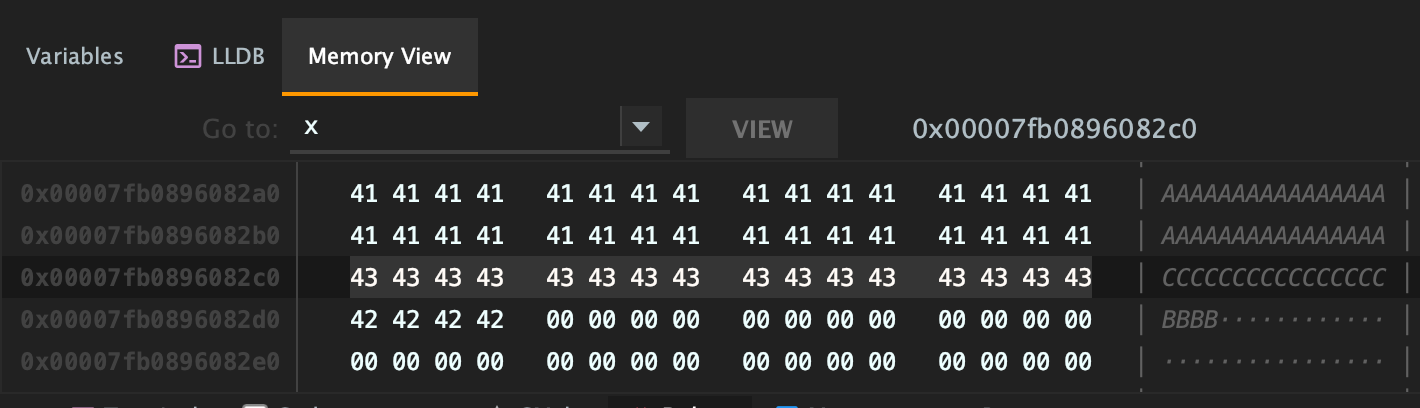 Variables LLDB Memory View
Go to: x VIEW 0x00007fb0896082c0
0x00007fb0896082a0 41 41 41 41 41 41 41 41 41 41 41 41 41 41 41 41 | AAAAAAAAAAAAAAAA |
0x00007fb0896082b0 41 41 41 41 41 41 41 41 41 41 41 41 41 41 41 41 | AAAAAAAAAAAAAAAA |
0x00007fb0896082c0 43 43 43 43 43 43 43 43 43 43 43 43 43 43 43 43 | CCCCCCCCCCCCCCCC |
0x00007fb0896082d0 42 42 42 42 00 00 00 00 00 00 00 00 00 00 00 00 | BBBB············ |
0x00007fb0896082e0 00 00 00 00 00 00 00 00 00 00 00 00 00 00 00 00 | ················ |